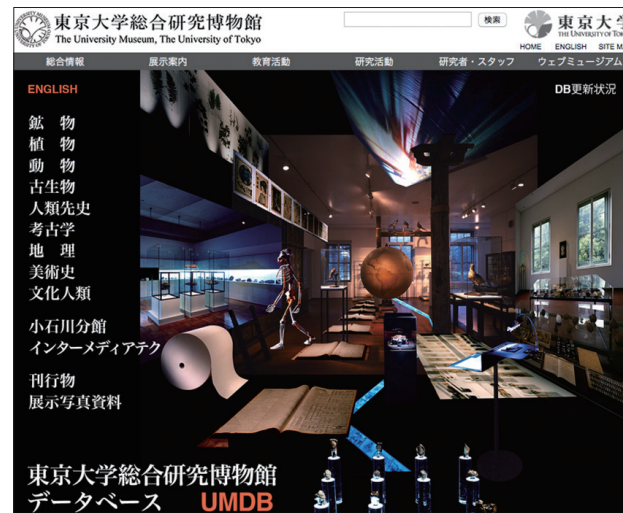 東京大学総合研究博物館
The University Museum, The University of Tokyo
検索
東京大学
THE UNIVERSITY OF TOKYO
HOME ENGLISH SITE M
総合情報 展示案内 教育活動 研究活動 研究者・スタッフ ウェブミュージアム
ENGLISH
DB更新状況
鉱 物
植 物
動 物
古生物
人類先史
考古学
地 理
美術史
文化人類
小石川分館
インターメディアテク
刊行物
展示写真資料
東京大学総合研究博物館
データベース UMDB